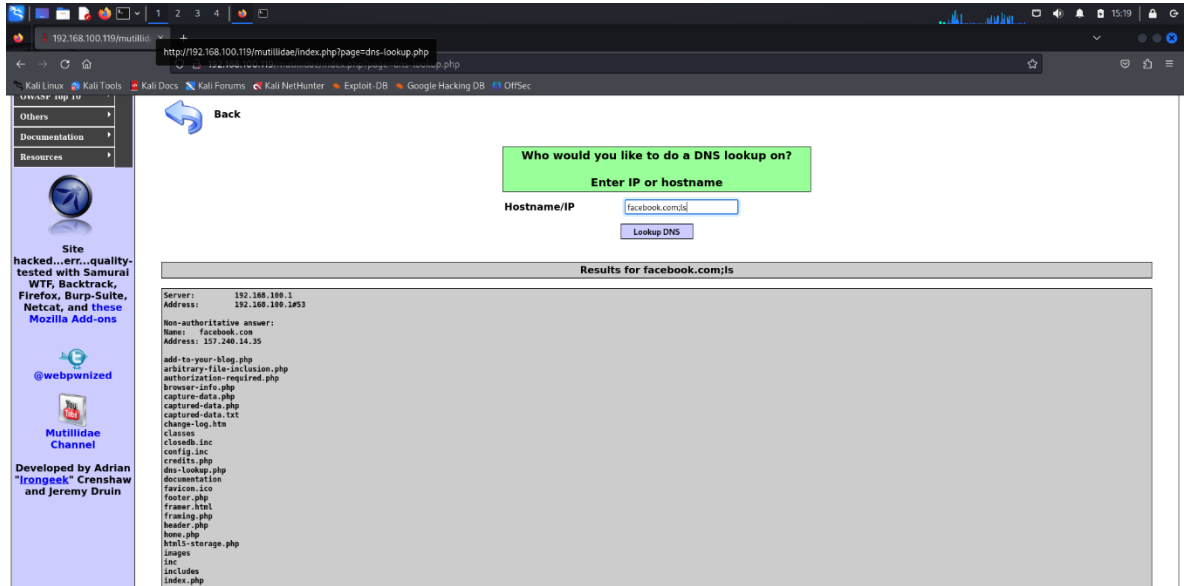 1 2 3 4
15:19
192.168.100.119/mutillid
http://192.168.100.119/mutillidae/index.php?page=dns-lookup.php
Kali Linux Kali Tools Kali Docs Kali Forums Kali NetHunter Exploit-DB Google Hacking DB OffSec
OWASP Top 10
Others
Documentation
Resources
Back
Who would you like to do a DNS lookup on?
Enter IP or hostname
Hostname/IP facebook.com;ls
Lookup DNS
Site
hacked...err...quality-
tested with Samurai
WTF, Backtrack,
Firefox, Burp-Suite,
Netcat, and these
Mozilla Add-ons
@webpwnized
You
Mutillidae
Channel
Developed by Adrian
"Irongeek" Crenshaw
and Jeremy Druin
Results for facebook.com;ls
Server: 192.168.100.1
Address: 192.168.100.1#53
Non-authoritative answer:
Name: facebook.com
Address: 157.240.14.35
add-to-your-blog.php
arbitrary-file-inclusion.php
authorization-required.php
browser-info.php
capture-data.php
captured-data.php
captured-data.txt
change-log.htm
classes
closedb.inc
config.inc
credits.php
dns-lookup.php
documentation
favicon.ico
footer.php
framer.html
framing.php
header.php
home.php
html5-storage.php
images
inc
includes
index.php